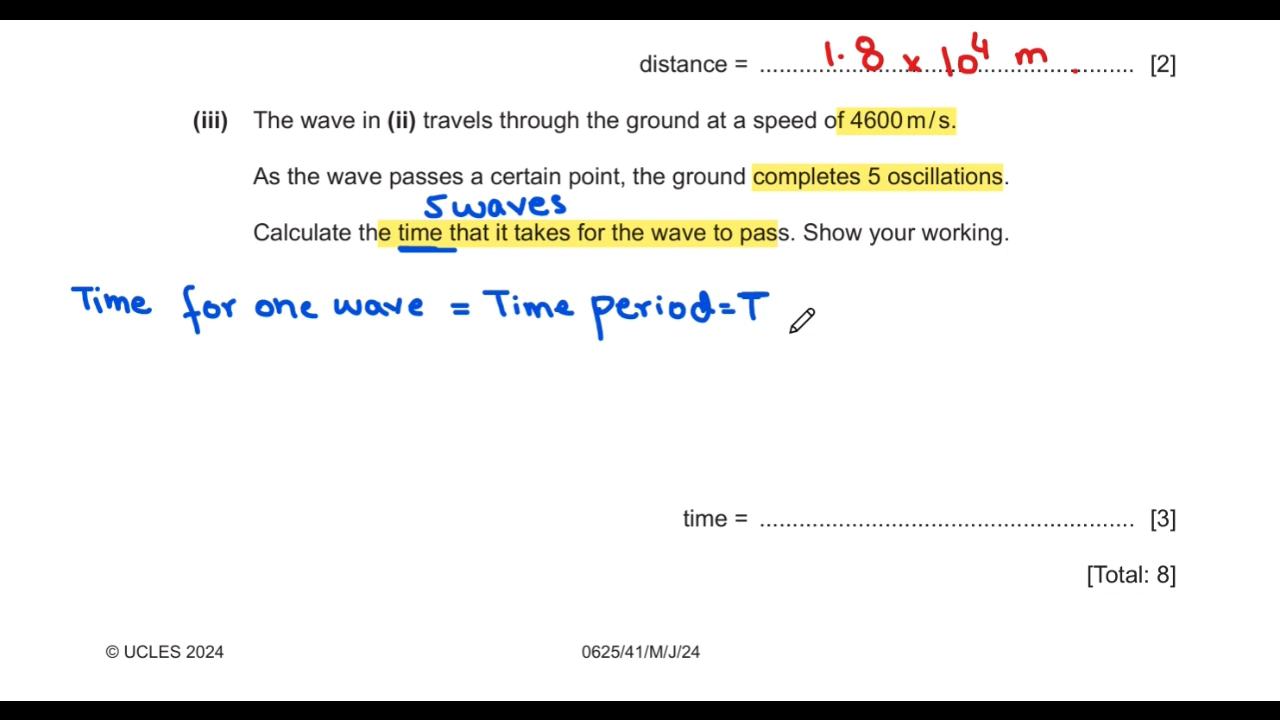 distance = 1.8 x 10⁴ m . [2]
(iii) The wave in (ii) travels through the ground at a speed of 4600 m / s.
As the wave passes a certain point, the ground completes 5 oscillations.
5 waves
Calculate the time that it takes for the wave to pass. Show your working.
Time for one wave = Time period = T
time = ........................................................ [3]
[Total: 8]
© UCLES 2024 0625/41/M/J/24